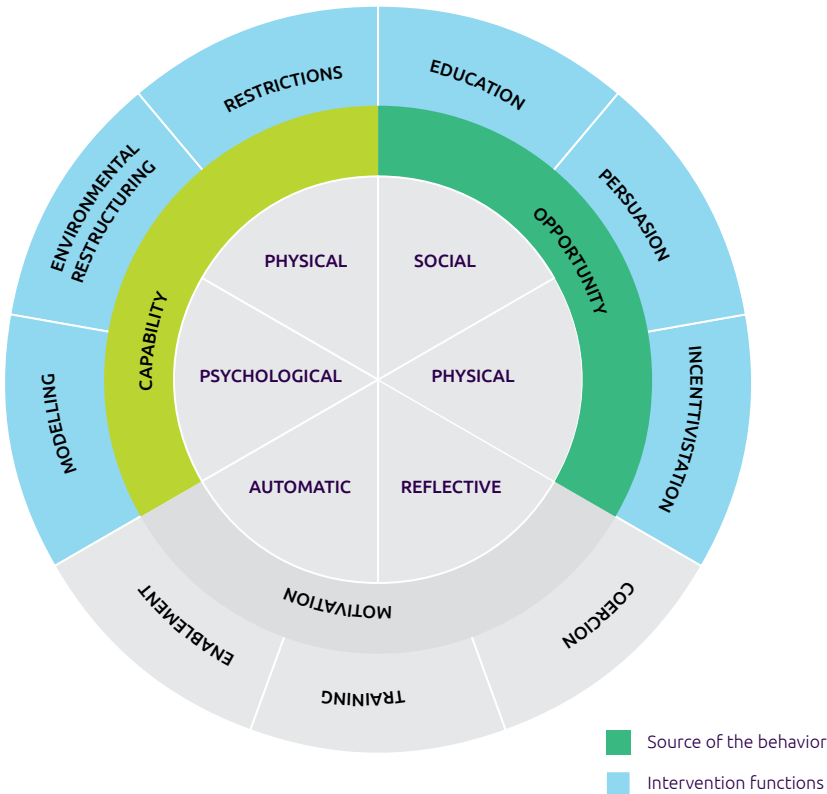 RESTRICTIONS
EDUCATION
ENVIRONMENTAL
RESTRUCTURING
PERSUASION
OPPORTUNITY
PHYSICAL
SOCIAL
CAPABILITY
PSYCHOLOGICAL
PHYSICAL
MODELLING
INCENTTIVISTATION
AUTOMATIC
REFLECTIVE
MOTIVATION
ENABLEMENT
COERCION
TRAINING
Source of the behavior
Intervention functions